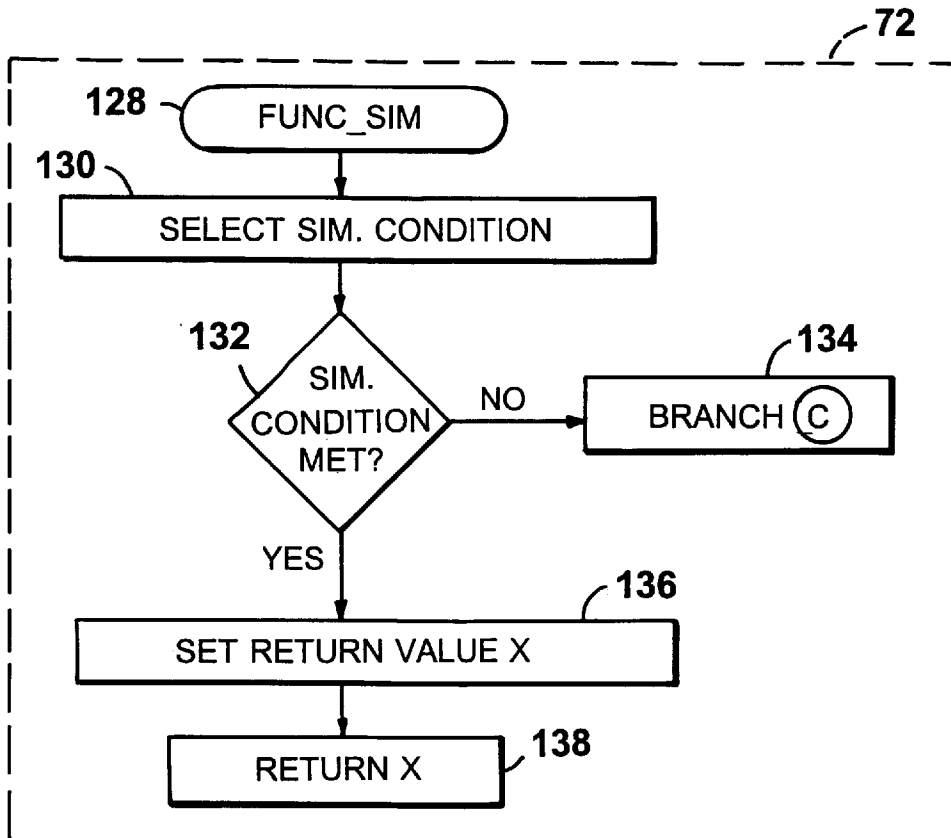 72
128
FUNC_SIM
130
SELECT SIM. CONDITION
132
SIM.
CONDITION
MET?
NO
134
BRANCH C
YES
136
SET RETURN VALUE X
RETURN X
138